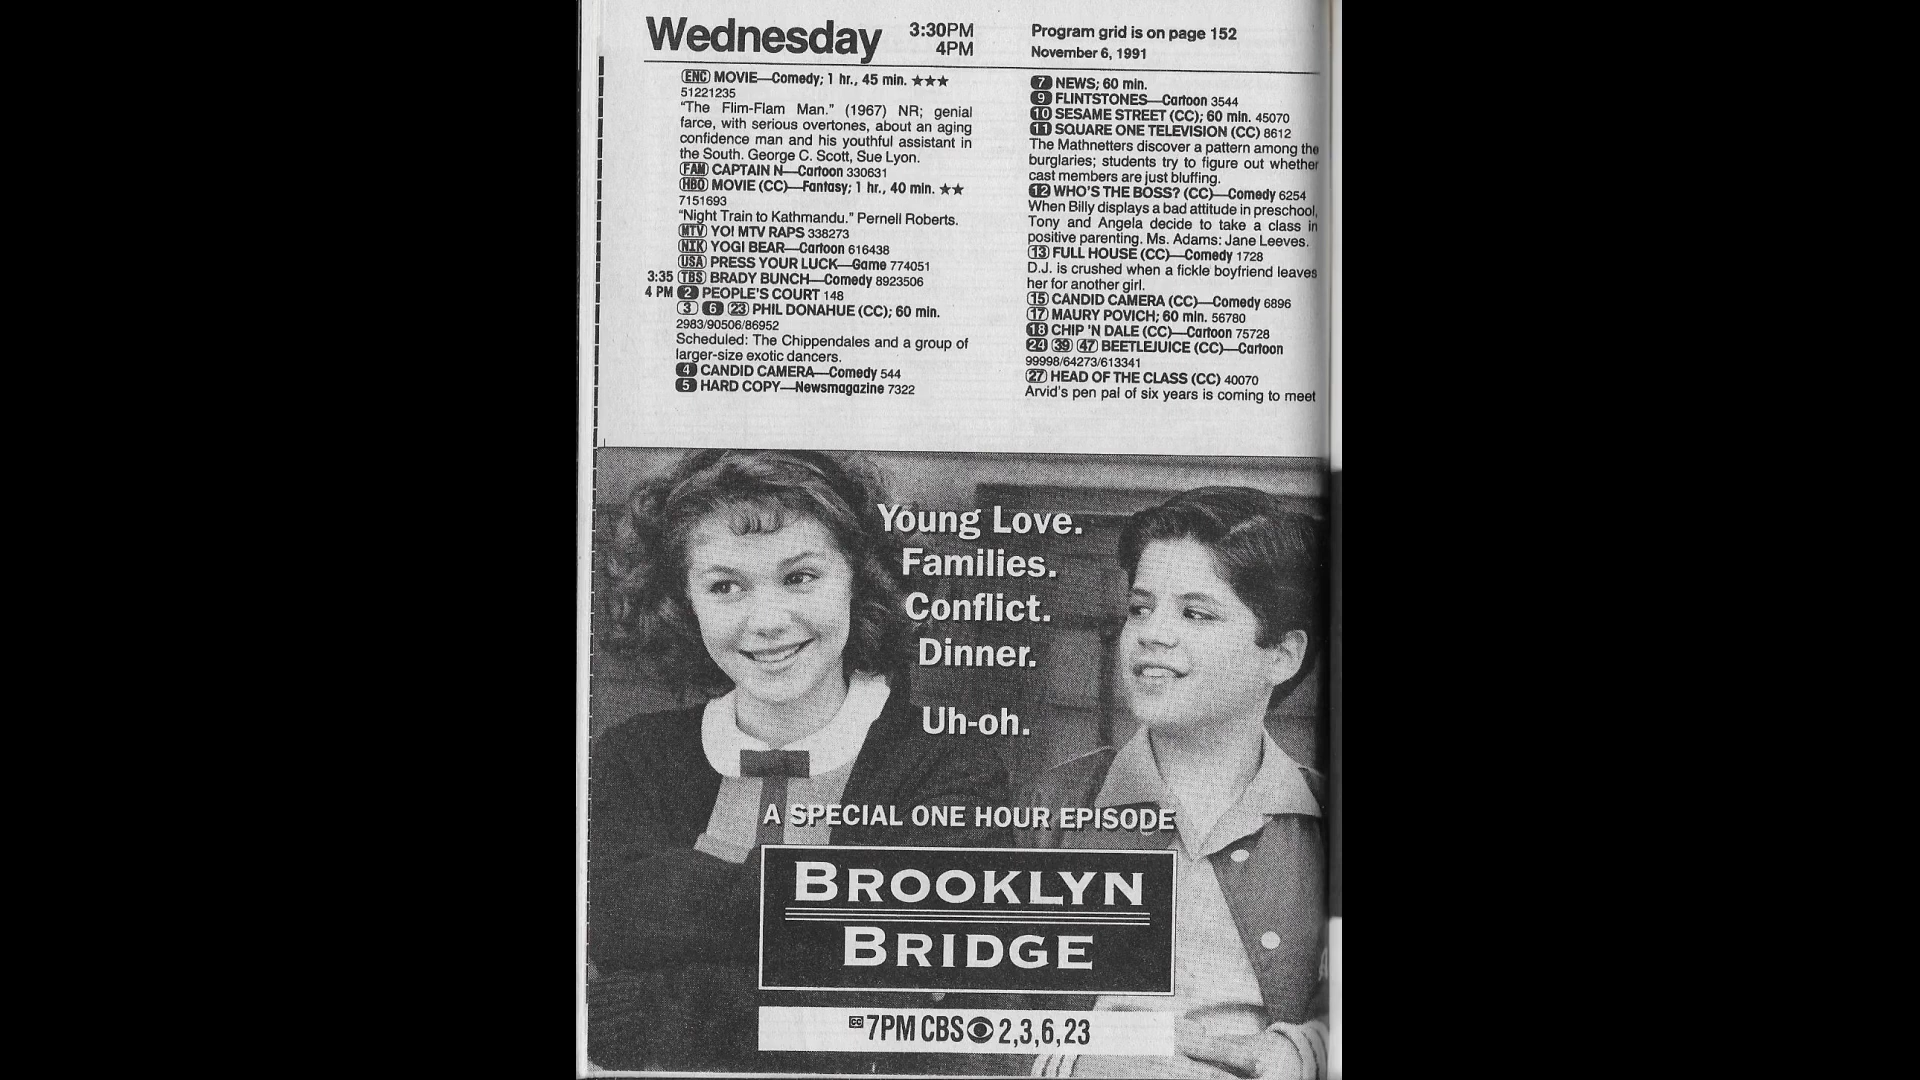 Wednesday 3:30PM
4PM
Program grid is on page 152
November 6, 1991
ENC MOVIE—Comedy; 1 hr., 45 min. ★★★
51221235
"The Flim-Flam Man." (1967) NR; genial
farce, with serious overtones, about an aging
confidence man and his youthful assistant in
the South. George C. Scott, Sue Lyon.
FAM CAPTAIN N—Cartoon 330631
HBO MOVIE (CC)—Fantasy; 1 hr., 40 min. ★★
7151693
"Night Train to Kathmandu." Pernell Roberts.
MTV YO! MTV RAPS 338273
NIK YOGI BEAR—Cartoon 616438
USA PRESS YOUR LUCK—Game 774051
3:35 TBS BRADY BUNCH—Comedy 8923506
4 PM 2 PEOPLE'S COURT 148
3 6 23 PHIL DONAHUE (CC); 60 min.
2983/90506/86952
Scheduled: The Chippendales and a group of
larger-size exotic dancers.
4 CANDID CAMERA—Comedy 544
5 HARD COPY—Newsmagazine 7322
7 NEWS; 60 min.
9 FLINTSTONES—Cartoon 3544
10 SESAME STREET (CC); 60 min. 45070
11 SQUARE ONE TELEVISION (CC) 8612
The Mathnetters discover a pattern among the
burglaries; students try to figure out whether
cast members are just bluffing.
12 WHO'S THE BOSS? (CC)—Comedy 6254
When Billy displays a bad attitude in preschool,
Tony and Angela decide to take a class in
positive parenting. Ms. Adams: Jane Leeves.
13 FULL HOUSE (CC)—Comedy 1728
D.J. is crushed when a fickle boyfriend leaves
her for another girl.
15 CANDID CAMERA (CC)—Comedy 6896
17 MAURY POVICH; 60 min. 56780
18 CHIP 'N DALE (CC)—Cartoon 75728
24 39 47 BEETLEJUICE (CC)—Cartoon
99998/64273/613341
27 HEAD OF THE CLASS (CC) 40070
Arvid's pen pal of six years is coming to meet
Young Love.
Families.
Conflict.
Dinner.
Uh-oh.
A SPECIAL ONE HOUR EPISODE
BROOKLYN
BRIDGE
CC 7PM CBS 2,3,6,23